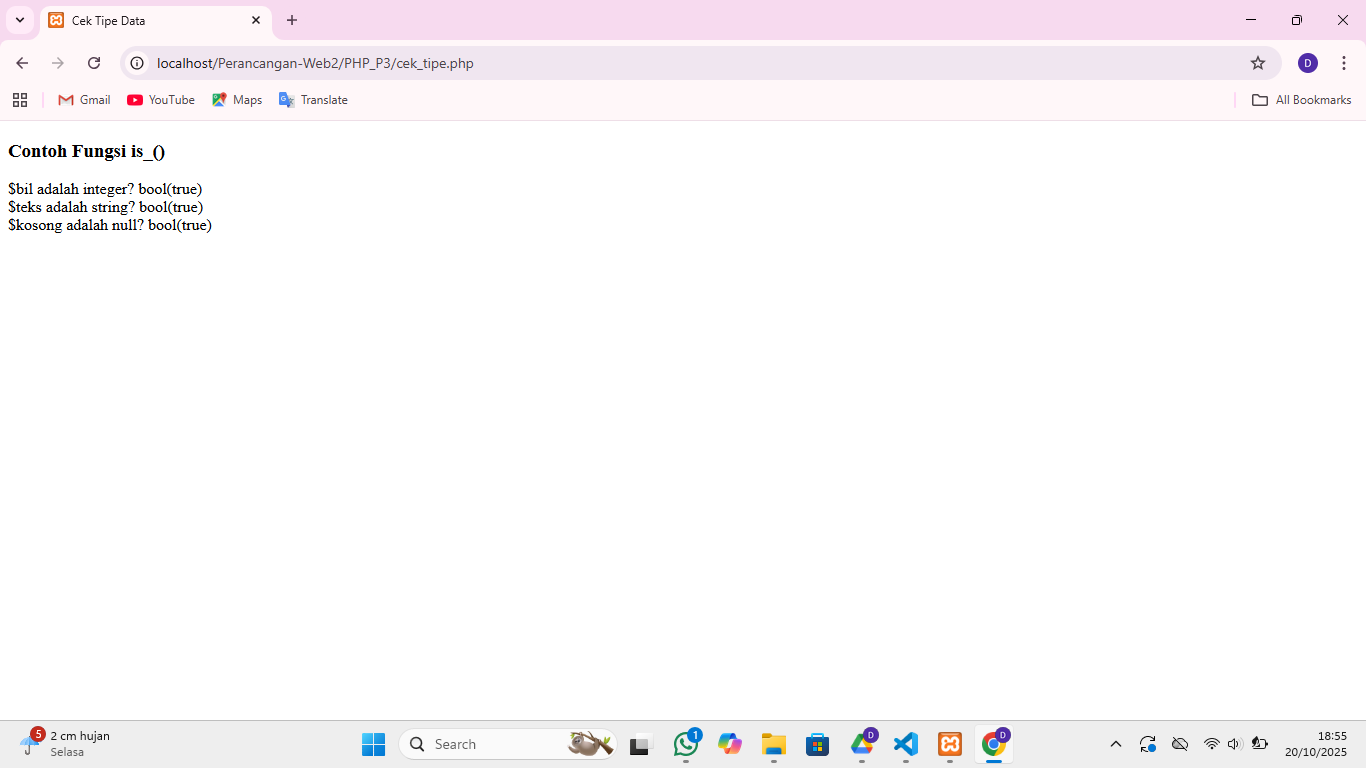 Cek Tipe Data
localhost/Perancangan-Web2/PHP_P3/cek_tipe.php
D
Gmail
YouTube
Maps
Translate
All Bookmarks
Contoh Fungsi is_()
$bil adalah integer? bool(true)
$teks adalah string? bool(true)
$kosong adalah null? bool(true)
5
2 cm hujan
Selasa
Search
1
D
D
18:55
20/10/2025